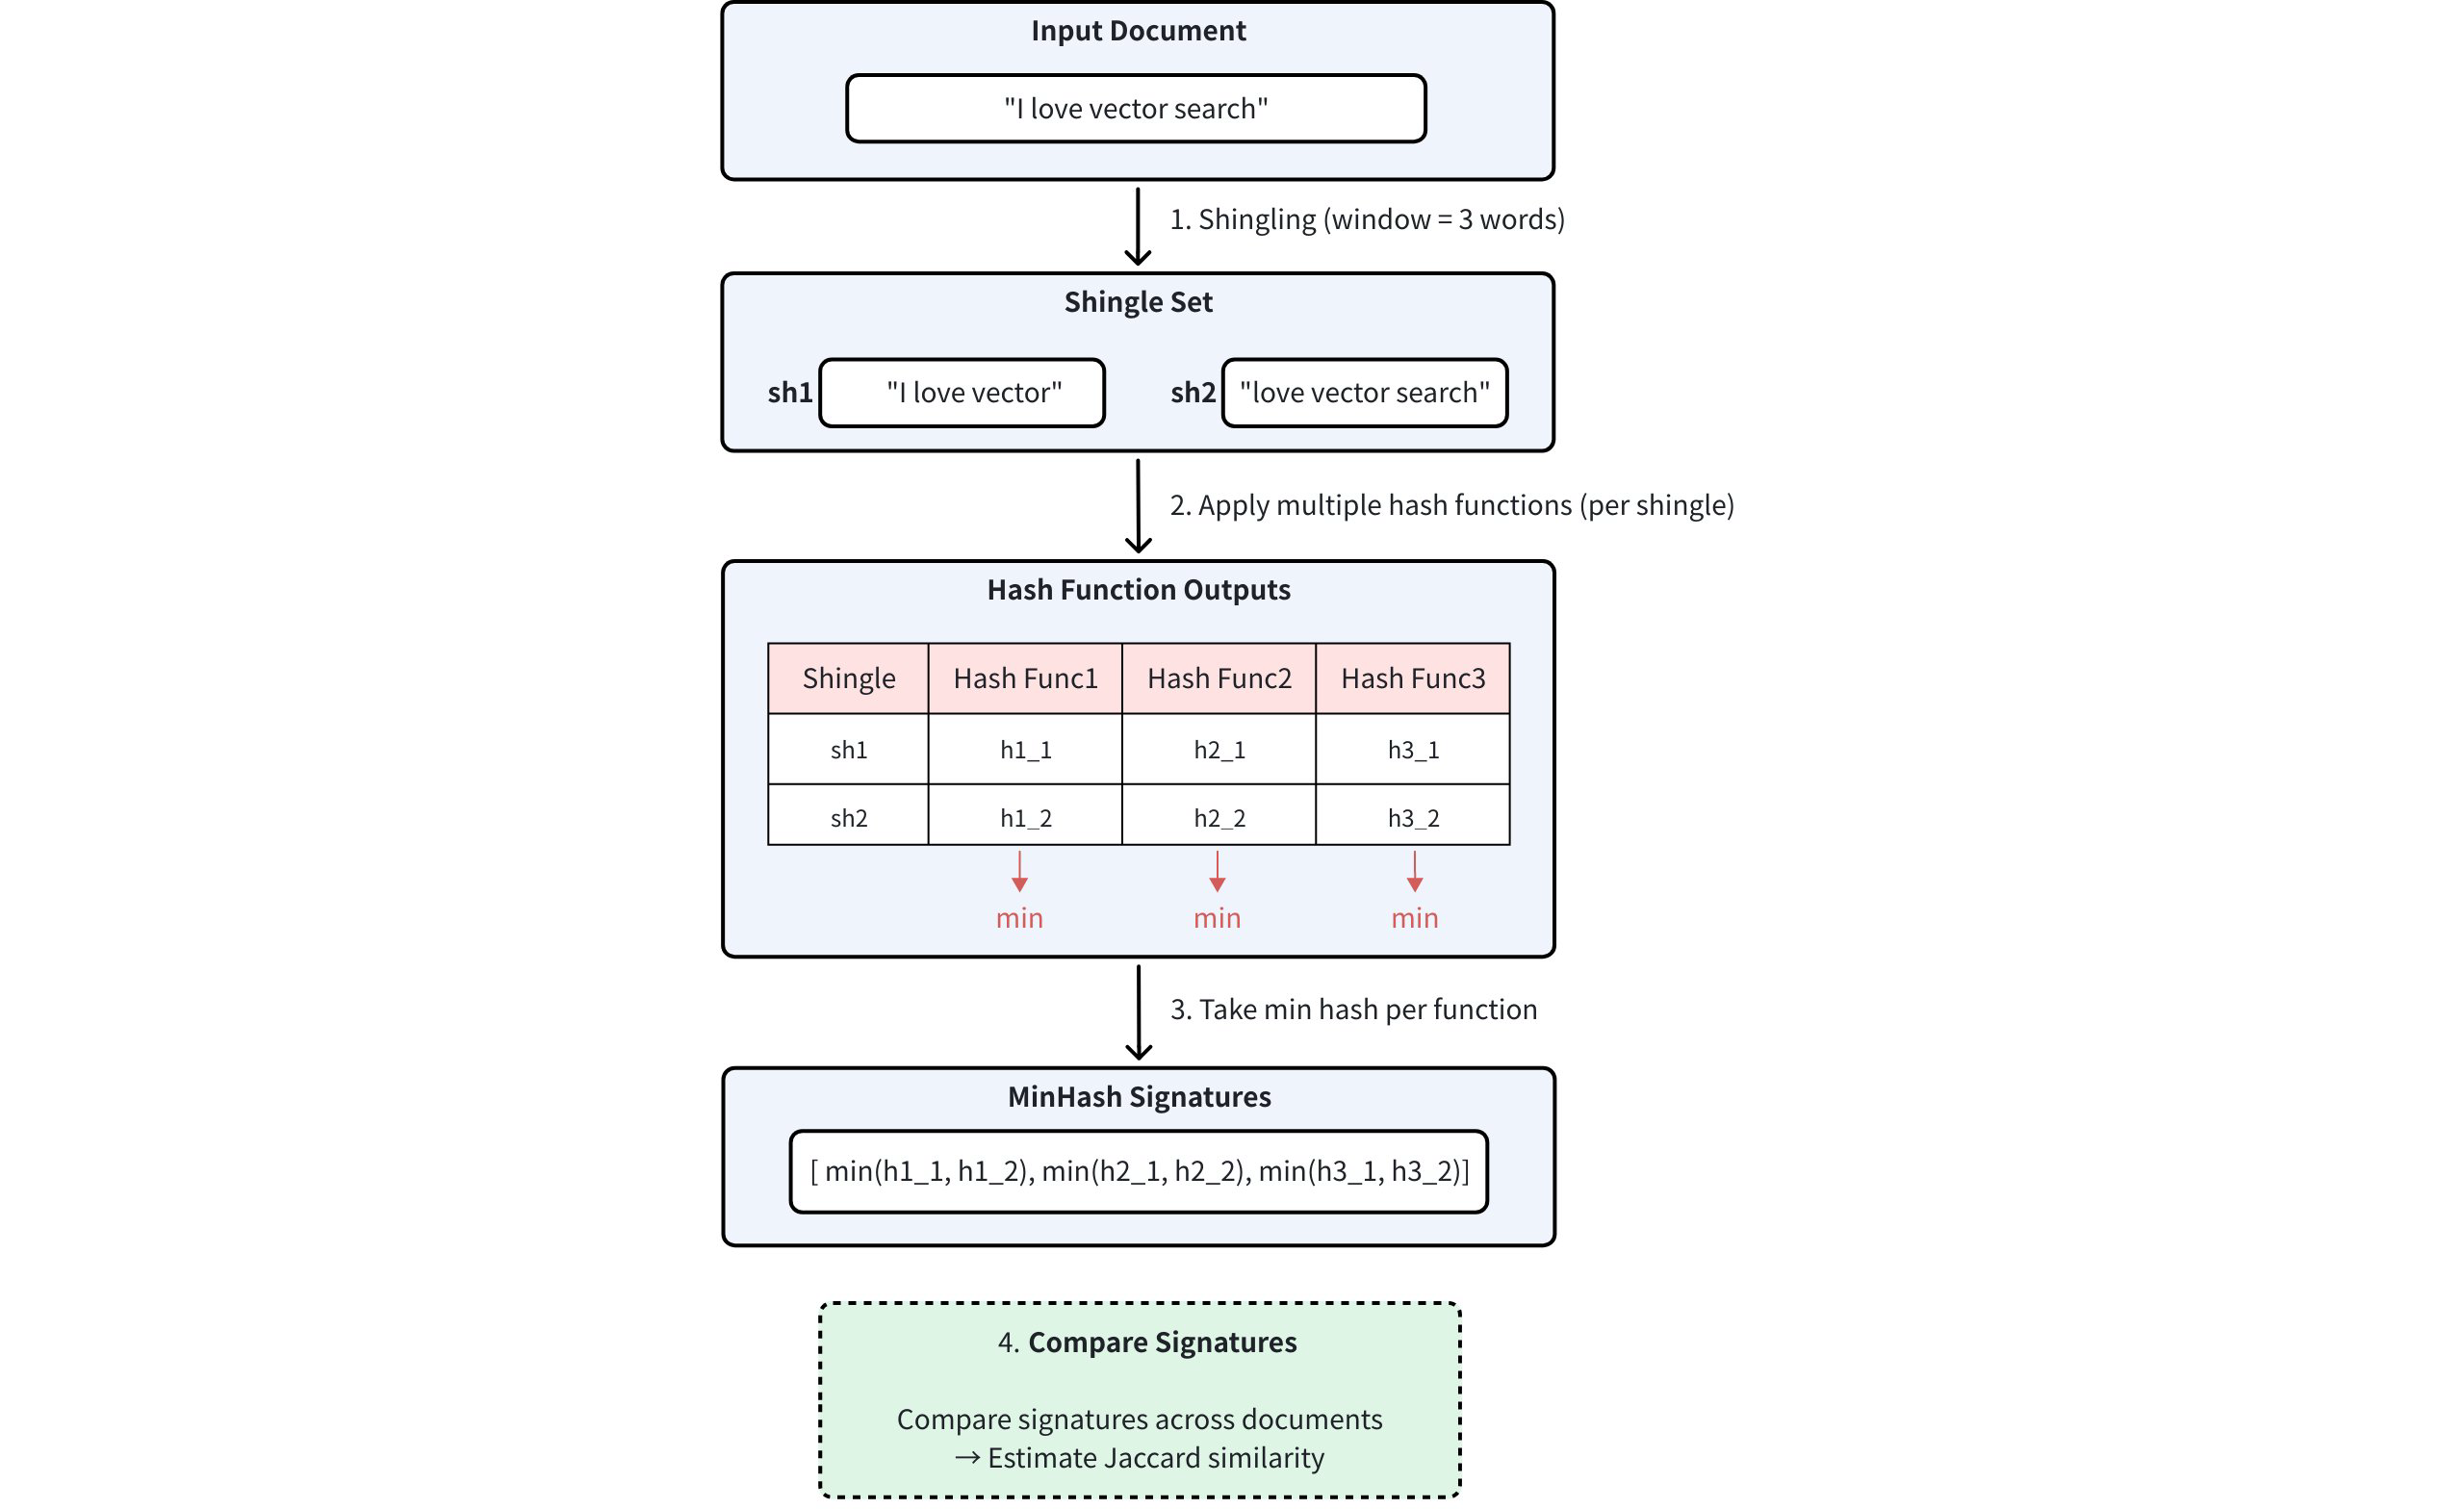 Input Document
"I love vector search"
1. Shingling (window = 3 words)
Shingle Set
sh1 "I love vector" sh2 "love vector search"
2. Apply multiple hash functions (per shingle)
Hash Function Outputs
Shingle Hash Func1 Hash Func2 Hash Func3
sh1 h1_1 h2_1 h3_1
sh2 h1_2 h2_2 h3_2
min min min
3. Take min hash per function
MinHash Signatures
[ min(h1_1, h1_2), min(h2_1, h2_2), min(h3_1, h3_2)]
4. Compare Signatures
Compare signatures across documents
→ Estimate Jaccard similarity